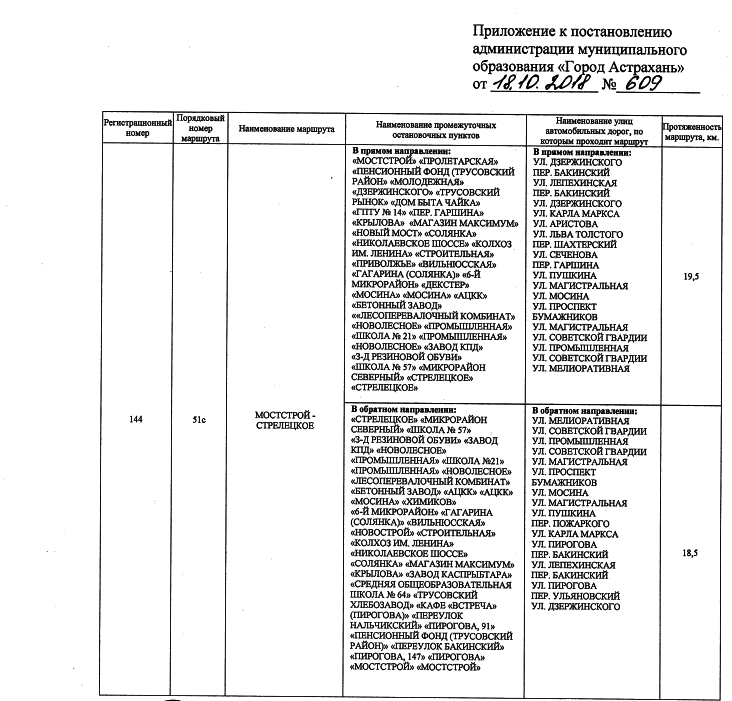 Приложение к постановлению
администрации муниципального
образования «Город Астрахань»
от 18.10.2018 № 609
Регистрационный номер
Порядковый номер маршрута
Наименование маршрута
Наименование промежуточных остановочных пунктов
Наименование улиц автомобильных дорог, по которым проходит маршрут
Протяженность маршрута, км.
144
51с
МОСТСТРОЙ -
СТРЕЛЕЦКОЕ
В прямом направлении:
«МОСТСТРОЙ» «ПРОЛЕТАРСКАЯ»
«ПЕНСИОННЫЙ ФОНД (ТРУСОВСКИЙ
РАЙОН» «МОЛОДЕЖНАЯ»
«ДЗЕРЖИНСКОГО» «ТРУСОВСКИЙ
РЫНОК» «ДОМ БЫТА ЧАЙКА»
«ГПТУ № 14» «ПЕР. ГАРШИНА»
«КРЫЛОВА» «МАГАЗИН МАКСИМУМ»
«НОВЫЙ МОСТ» «СОЛЯНКА»
«НИКОЛАЕВСКОЕ ШОССЕ» «КОЛХОЗ
ИМ. ЛЕНИНА» «СТРОИТЕЛЬНАЯ»
«ПРИВОЛЖЬЕ» «ВИЛЬНЮССКАЯ»
«ГАГАРИНА (СОЛЯНКА)» «6-Й
МИКРОРАЙОН» «ДЕКСТЕР»
«МОСИНА» «МОСИНА» «АЦКК»
«БЕТОННЫЙ ЗАВОД»
««ЛЕСОПЕРЕВАЛОЧНЫЙ КОМБИНАТ»
«НОВОЛЕСНОЕ» «ПРОМЫШЛЕННАЯ»
«ШКОЛА № 21» «ПРОМЫШЛЕННАЯ»
«НОВОЛЕСНОЕ» «ЗАВОД КПД»
«З-Д РЕЗИНОВОЙ ОБУВИ»
«ШКОЛА № 57» «МИКРОРАЙОН
СЕВЕРНЫЙ» «СТРЕЛЕЦКОЕ»
«СТРЕЛЕЦКОЕ»
В прямом направлении:
УЛ. ДЗЕРЖИНСКОГО
ПЕР. БАКИНСКИЙ
УЛ. ЛЕПЕХИНСКАЯ
ПЕР. БАКИНСКИЙ
УЛ. ДЗЕРЖИНСКОГО
УЛ. КАРЛА МАРКСА
УЛ. АРИСТОВА
УЛ. ЛЬВА ТОЛСТОГО
ПЕР. ШАХТЕРСКИЙ
УЛ. СЕЧЕНОВА
ПЕР. ГАРШИНА
УЛ. ПУШКИНА
УЛ. МАГИСТРАЛЬНАЯ
УЛ. МОСИНА
УЛ. ПРОСПЕКТ
БУМАЖНИКОВ
УЛ. МАГИСТРАЛЬНАЯ
УЛ. СОВЕТСКОЙ ГВАРДИИ
УЛ. ПРОМЫШЛЕННАЯ
УЛ. СОВЕТСКОЙ ГВАРДИИ
УЛ. МЕЛИОРАТИВНАЯ
19,5
В обратном направлении:
«СТРЕЛЕЦКОЕ» «МИКРОРАЙОН
СЕВЕРНЫЙ» «ШКОЛА № 57»
«З-Д РЕЗИНОВОЙ ОБУВИ» «ЗАВОД
КПД» «НОВОЛЕСНОЕ»
«ПРОМЫШЛЕННАЯ» «ШКОЛА №21»
«ПРОМЫШЛЕННАЯ» «НОВОЛЕСНОЕ»
«ЛЕСОПЕРЕВАЛОЧНЫЙ КОМБИНАТ»
«БЕТОННЫЙ ЗАВОД» «АЦКК» «АЦКК»
«МОСИНА» «ХИМИКОВ»
«6-Й МИКРОРАЙОН» «ГАГАРИНА
(СОЛЯНКА)» «ВИЛЬНЮССКАЯ»
«НОВОСТРОЙ» «СТРОИТЕЛЬНАЯ»
«КОЛХОЗ ИМ. ЛЕНИНА»
«НИКОЛАЕВСКОЕ ШОССЕ»
«СОЛЯНКА» «МАГАЗИН МАКСИМУМ»
«КРЫЛОВА» «ЗАВОД КАСПРЫБТАРА»
«СРЕДНЯЯ ОБЩЕОБРАЗОВАТЕЛЬНАЯ
ШКОЛА № 64» «ТРУСОВСКИЙ
ХЛЕБОЗАВОД» «КАФЕ «ВСТРЕЧА»
(ПИРОГОВА)» «ПЕРЕУЛОК
НАЛЬЧИКСКИЙ» «ПИРОГОВА, 91»
«ПЕНСИОННЫЙ ФОНД (ТРУСОВСКИЙ
РАЙОН)» «ПЕРЕУЛОК БАКИНСКИЙ»
«ПИРОГОВА, 147» «ПИРОГОВА»
«МОСТСТРОЙ» «МОСТСТРОЙ»
В обратном направлении:
УЛ. МЕЛИОРАТИВНАЯ
УЛ. СОВЕТСКОЙ ГВАРДИИ
УЛ. ПРОМЫШЛЕННАЯ
УЛ. СОВЕТСКОЙ ГВАРДИИ
УЛ. МАГИСТРАЛЬНАЯ
УЛ. ПРОСПЕКТ
БУМАЖНИКОВ
УЛ. МОСИНА
УЛ. МАГИСТРАЛЬНАЯ
УЛ. ПУШКИНА
ПЕР. ПОЖАРКОГО
УЛ. КАРЛА МАРКСА
УЛ. ПИРОГОВА
ПЕР. БАКИНСКИЙ
УЛ. ЛЕПЕХИНСКАЯ
ПЕР. БАКИНСКИЙ
УЛ. ПИРОГОВА
ПЕР. УЛЬЯНОВСКИЙ
УЛ. ДЗЕРЖИНСКОГО
18,5